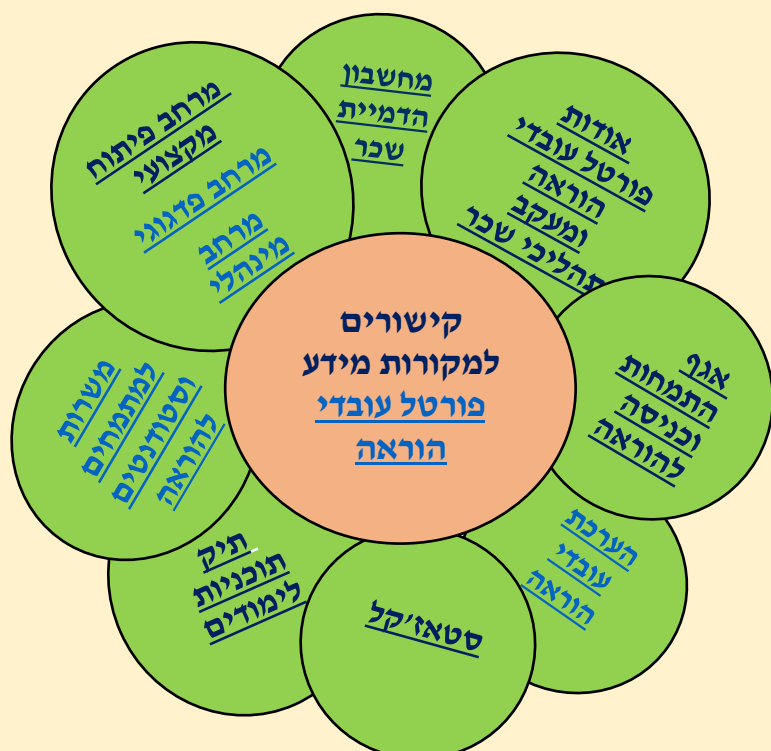 קישורים
למקורות מידע
פורטל עובדי
הוראה
מחשבון
הדמיית
שכר
אודות
פורטל עובדי
הוראה
ומעקב
תהליכי שכר
אגף
התמחות
וכניסה
להוראה
הערכת
עובדי
הוראה
סטאז'קל
תיק
תוכניות
לימודים
משרות
למתמחים
וסטודנטים
להוראה
מרחב פיתוח
מקצועי
מרחב פדגוגי
מרחב
מינהלי